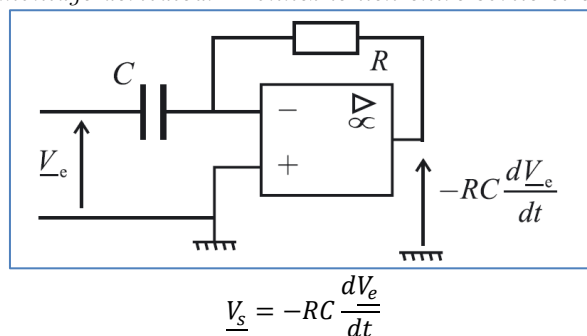 C
R
−
+
▷
∞
V_e
−RC dV_e/dt
V_s = −RC dV_e/dt